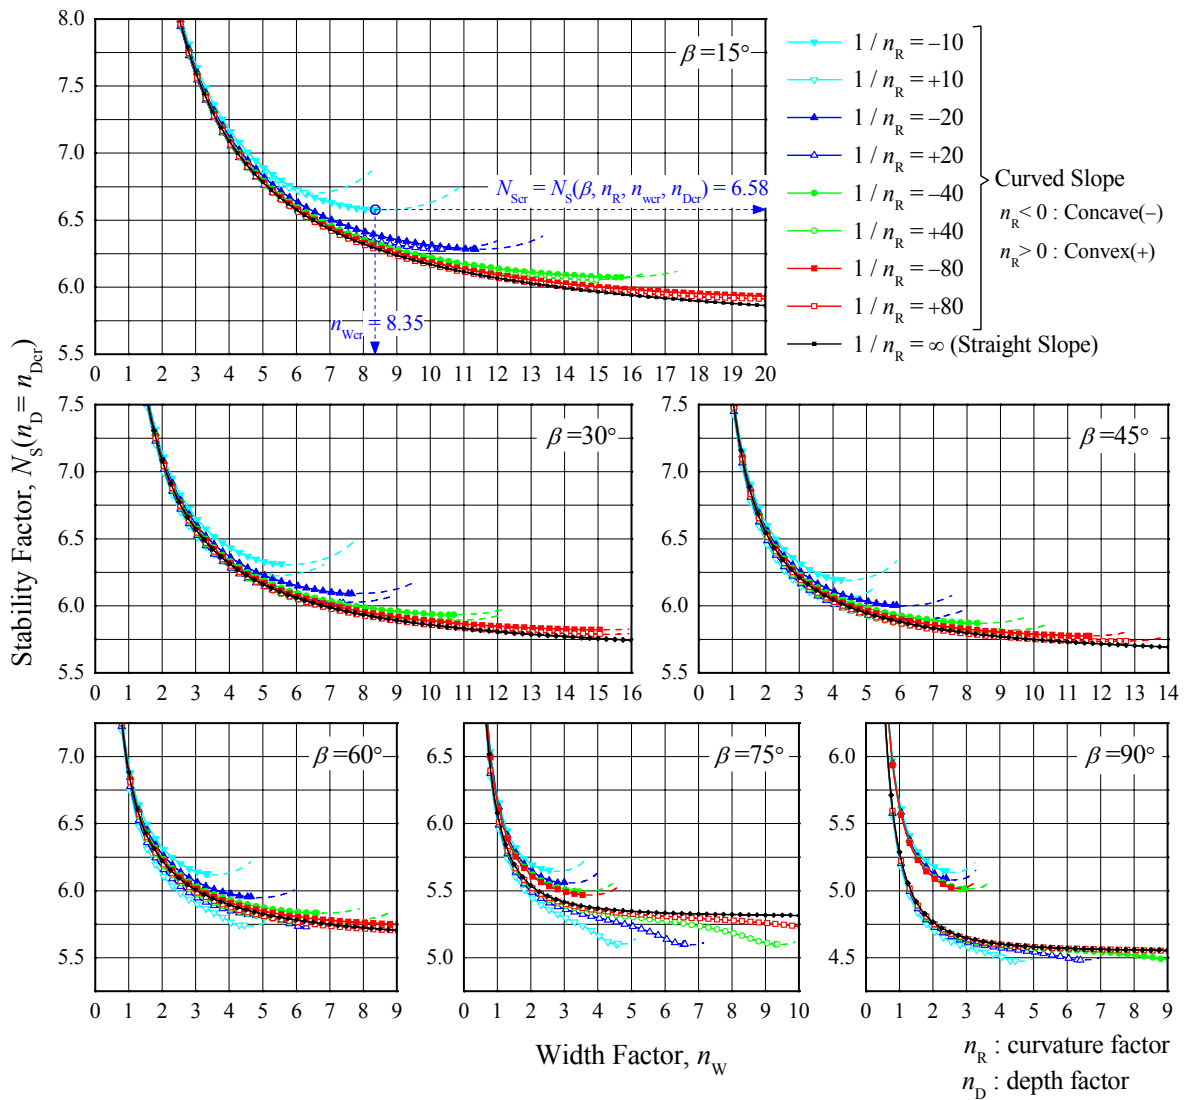 8.0
7.5
7.0
6.5
6.0
5.5
0 1 2 3 4 5 6 7 8 9 10 11 12 13 14 15 16 17 18 19 20
β =15°
N_Scr = N_S(β, n_R, n_wcr, n_Dcr) = 6.58
n_Wcr = 8.35
1 / n_R = –10
1 / n_R = +10
1 / n_R = –20
1 / n_R = +20
1 / n_R = –40
1 / n_R = +40
1 / n_R = –80
1 / n_R = +80
1 / n_R = ∞ (Straight Slope)
Curved Slope
n_R < 0 : Concave(–)
n_R > 0 : Convex(+)
Stability Factor, N_S(n_D = n_Dcr)
7.5
7.0
6.5
6.0
5.5
0 1 2 3 4 5 6 7 8 9 10 11 12 13 14 15 16
β =30°
7.5
7.0
6.5
6.0
5.5
0 1 2 3 4 5 6 7 8 9 10 11 12 13 14
β =45°
7.0
6.5
6.0
5.5
0 1 2 3 4 5 6 7 8 9
β =60°
6.5
6.0
5.5
5.0
0 1 2 3 4 5 6 7 8 9 10
β =75°
6.0
5.5
5.0
4.5
0 1 2 3 4 5 6 7 8 9
β =90°
Width Factor, n_W
n_R : curvature factor
n_D : depth factor